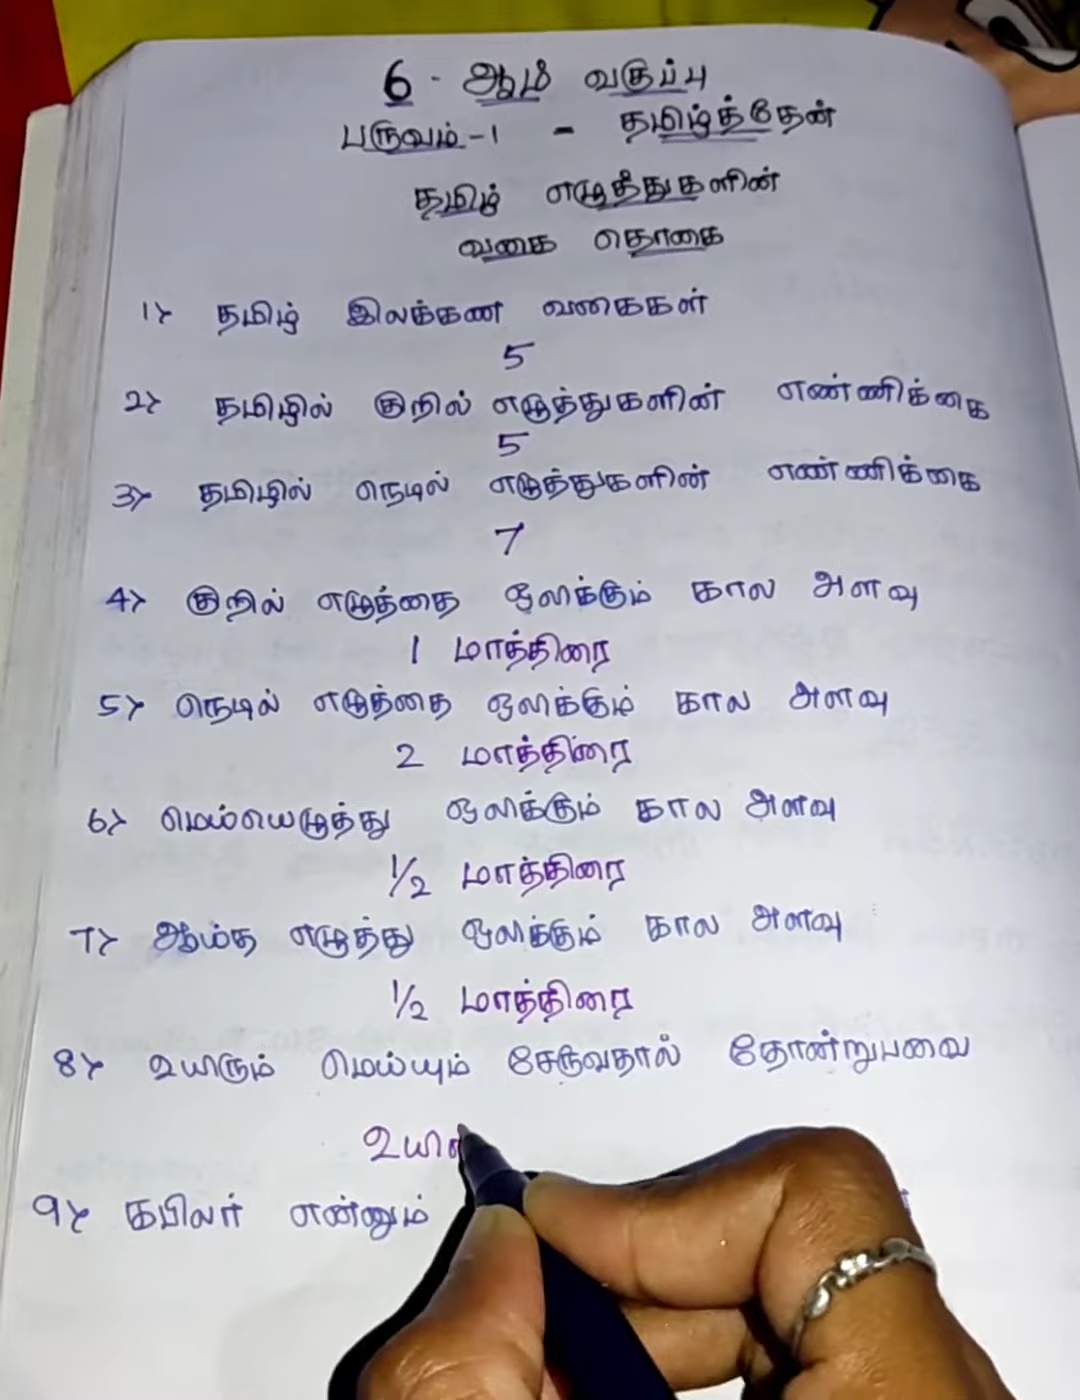 6 - ஆம் வகுப்பு
பருவம்-1 - தமிழ்த்தேன்
தமிழ் எழுத்துகளின்
வகை தொகை
1> தமிழ் இலக்கண வகைகள்
5
2> தமிழில் குறில் எழுத்துகளின் எண்ணிக்கை
5
3> தமிழில் நெடில் எழுத்துகளின் எண்ணிக்கை
7
4> குறில் எழுத்தை ஒலிக்கும் கால அளவு
1 மாத்திரை
5> நெடில் எழுத்தை ஒலிக்கும் கால அளவு
2 மாத்திரை
6> மெய்யெழுத்து ஒலிக்கும் கால அளவு
1/2 மாத்திரை
7> ஆய்த எழுத்து ஒலிக்கும் கால அளவு
1/2 மாத்திரை
8> உயிரும் மெய்யும் சேருவதால் தோன்றுபவை
உயி
9> கபிலர் என்னும்